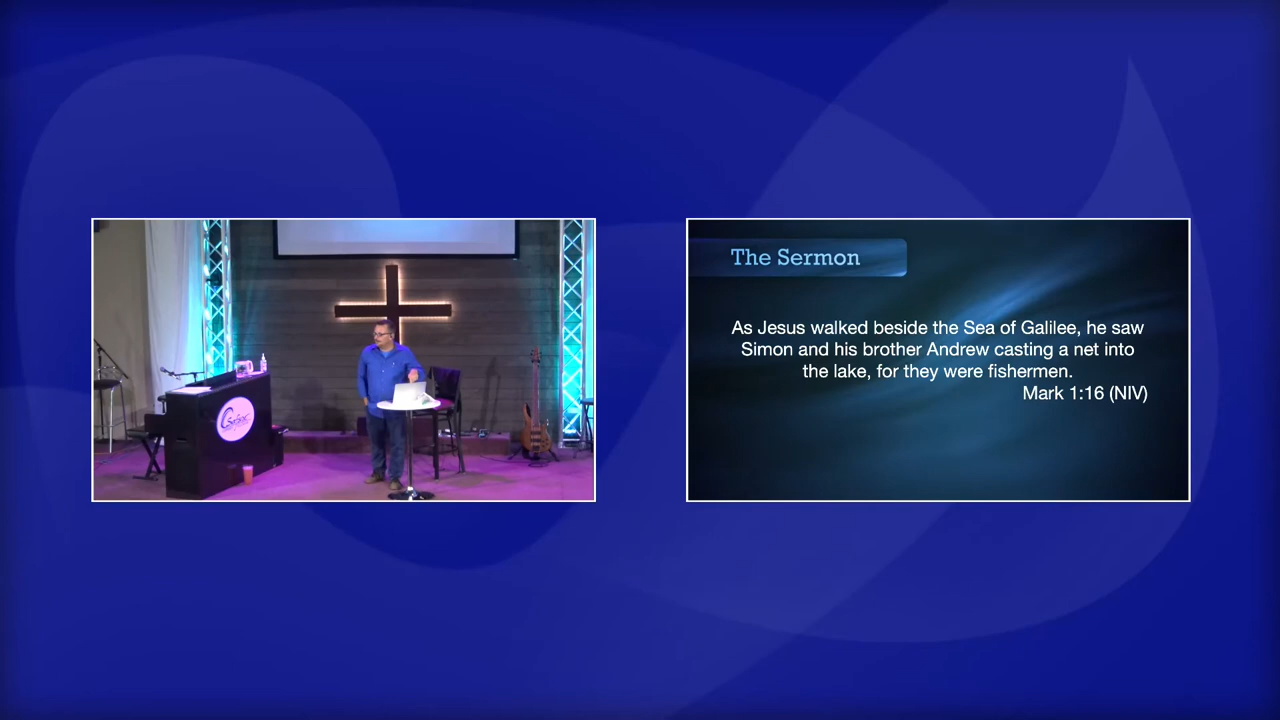 The Sermon
As Jesus walked beside the Sea of Galilee, he saw
Simon and his brother Andrew casting a net into
the lake, for they were fishermen.
Mark 1:16 (NIV)